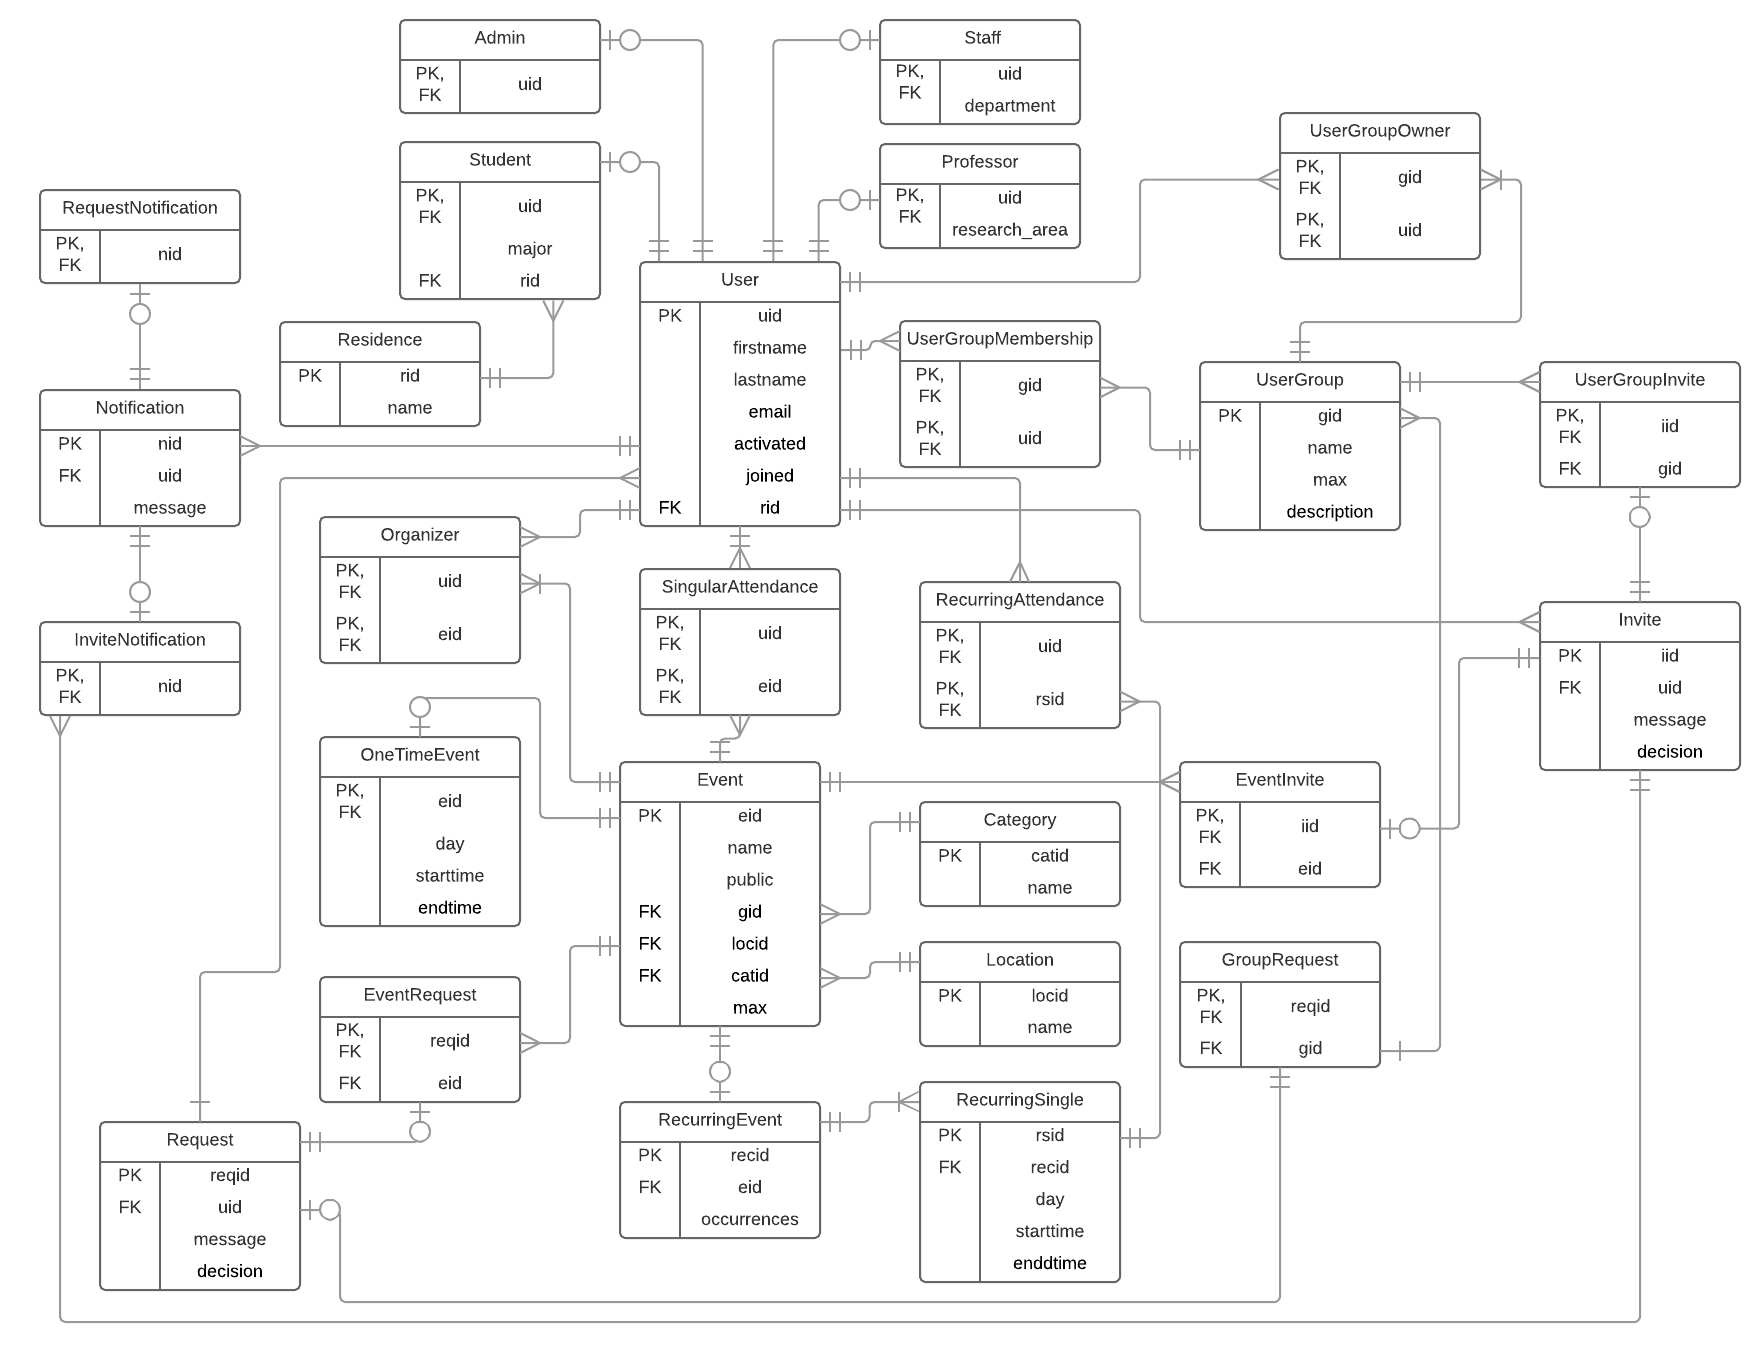 Admin
PK,
FK
uid
Staff
PK,
FK
uid
department
UserGroupOwner
PK,
FK
gid
PK,
FK
uid
Student
PK,
FK
uid
major
FK rid
Professor
PK,
FK
uid
research_area
RequestNotification
PK,
FK
nid
User
PK uid
firstname
lastname
email
activated
joined
FK rid
Residence
PK rid
name
UserGroupMembership
PK,
FK
gid
PK,
FK
uid
UserGroup
PK gid
name
max
description
UserGroupInvite
PK,
FK
iid
FK gid
Notification
PK nid
FK uid
message
Organizer
PK,
FK
uid
PK,
FK
eid
SingularAttendance
PK,
FK
uid
PK,
FK
eid
RecurringAttendance
PK,
FK
uid
PK,
FK
rsid
Invite
PK iid
FK uid
message
decision
InviteNotification
PK,
FK
nid
OneTimeEvent
PK,
FK
eid
day
starttime
endtime
Event
PK eid
name
public
FK gid
FK locid
FK catid
max
EventInvite
PK,
FK
iid
FK eid
Category
PK catid
name
Location
PK locid
name
GroupRequest
PK,
FK
reqid
FK gid
EventRequest
PK,
FK
reqid
FK eid
Request
PK reqid
FK uid
message
decision
RecurringEvent
PK recid
FK eid
occurrences
RecurringSingle
PK rsid
FK recid
day
starttime
enddtime